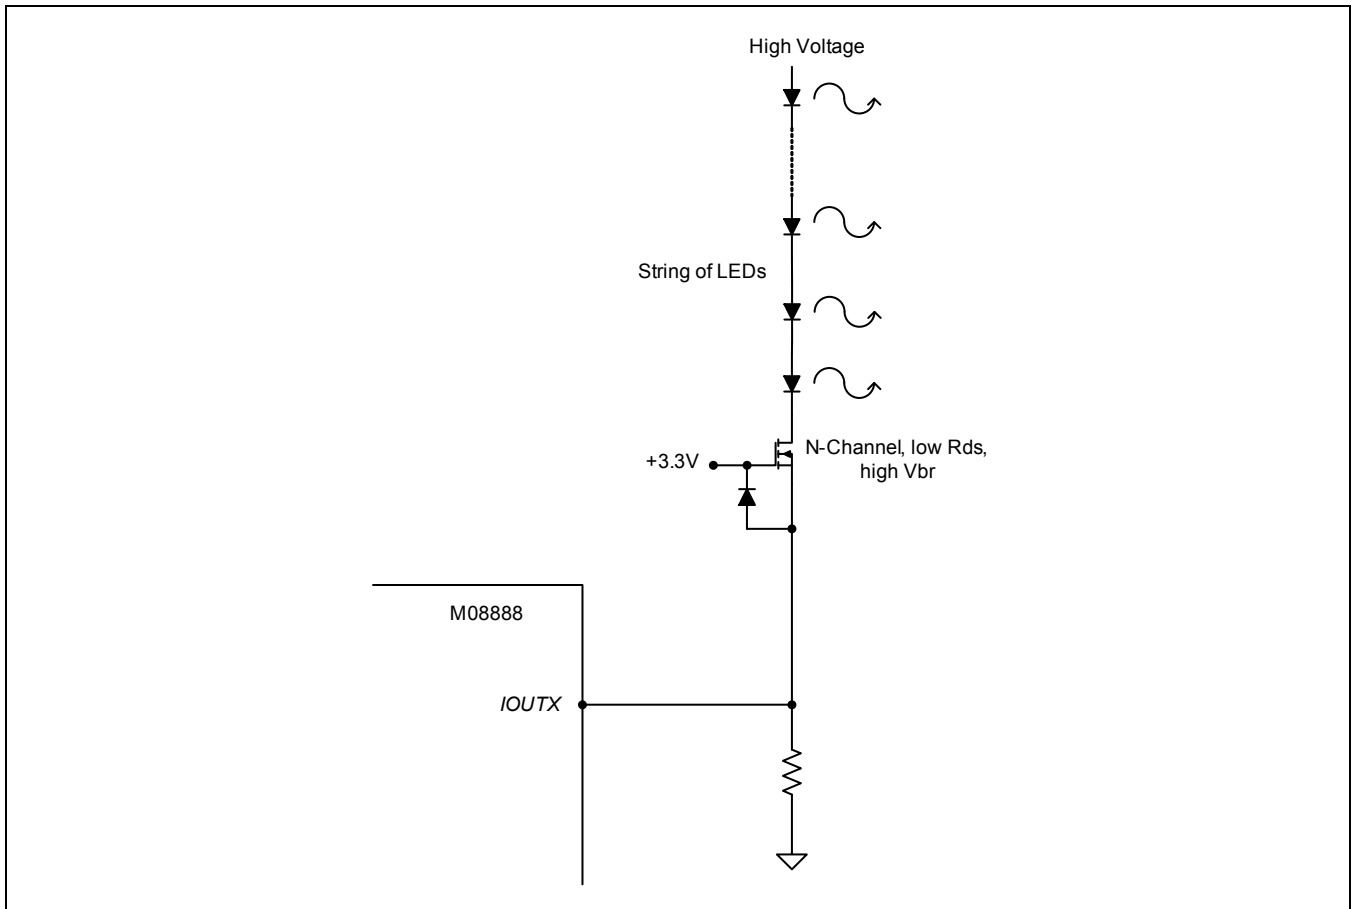 High Voltage
String of LEDs
N-Channel, low Rds,
high Vbr
+3.3V
M08888
IOUTX